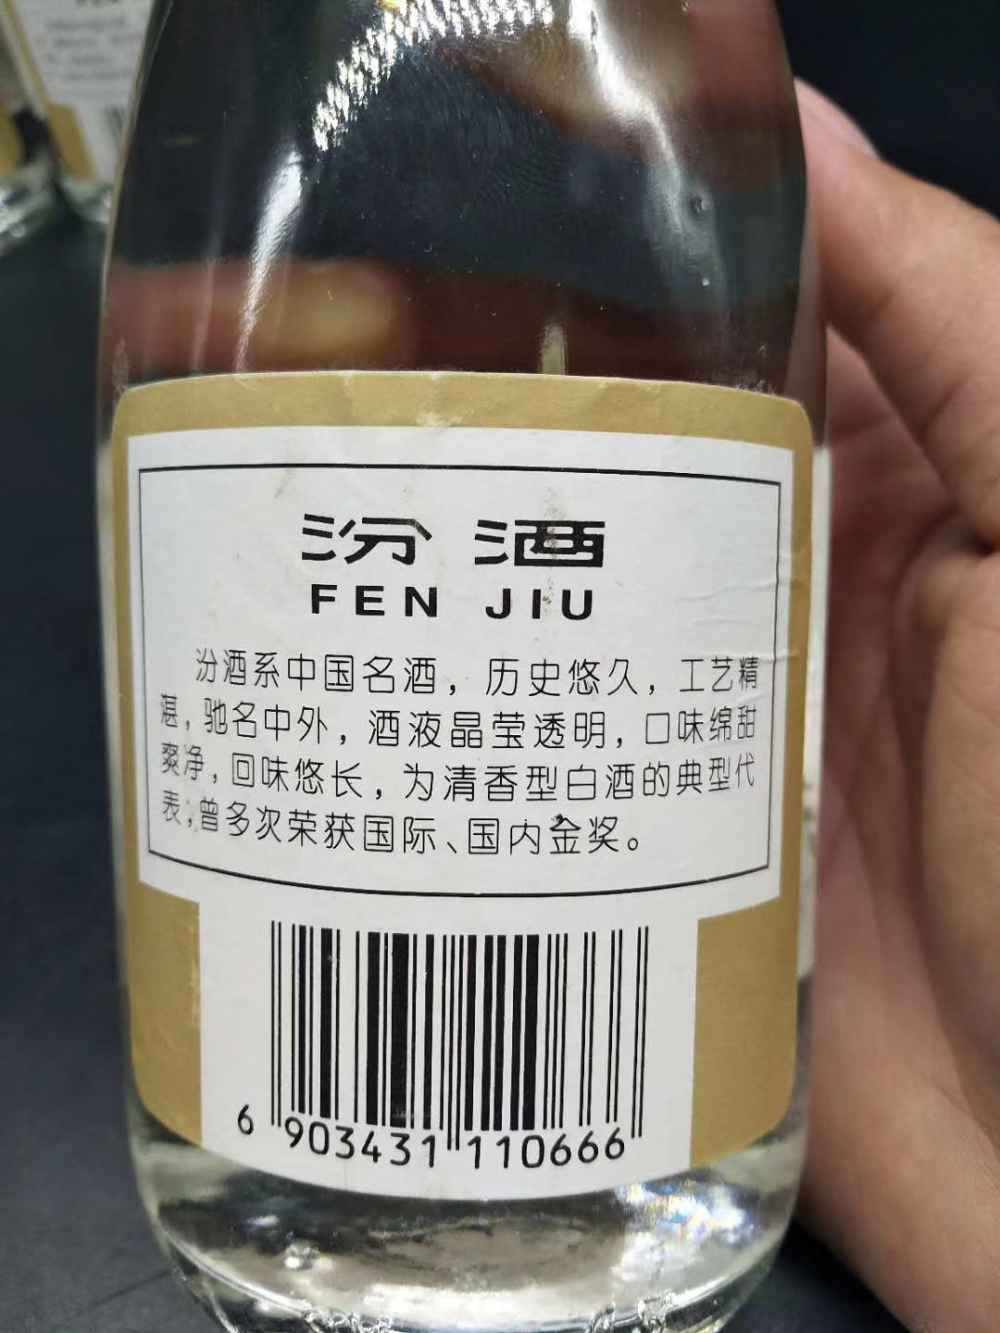 汾酒
FEN JIU
汾酒系中国名酒，历史悠久，工艺精
湛，驰名中外，酒液晶莹透明，口味绵甜
爽净，回味悠长，为清香型白酒的典型代
表；曾多次荣获国际、国内金奖。
6 903431 110666